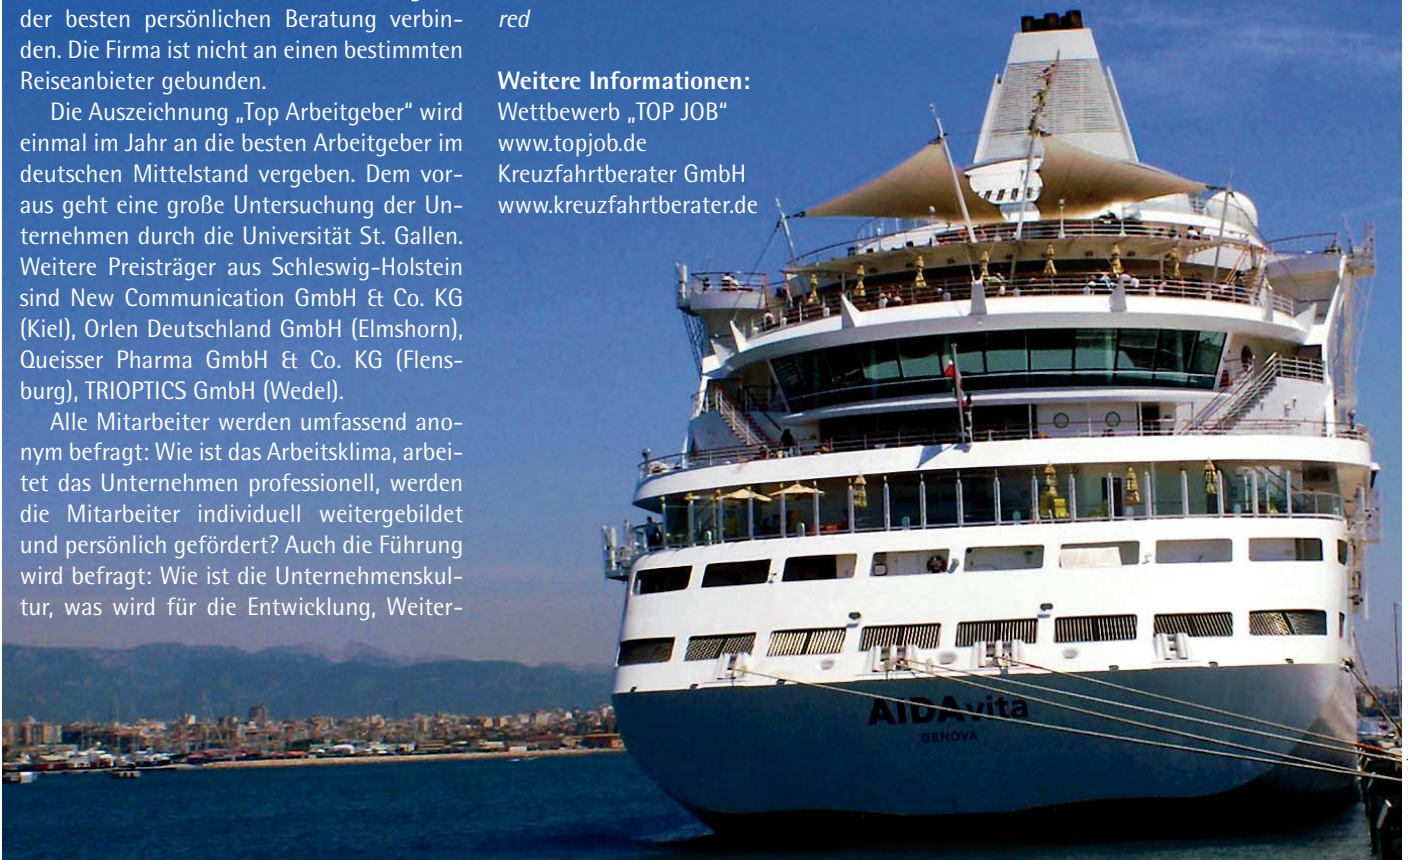 der besten persönlichen Beratung verbin-
den. Die Firma ist nicht an einen bestimmten
Reiseanbieter gebunden.
Die Auszeichnung „Top Arbeitgeber" wird
einmal im Jahr an die besten Arbeitgeber im
deutschen Mittelstand vergeben. Dem vor-
aus geht eine große Untersuchung der Un-
ternehmen durch die Universität St. Gallen.
Weitere Preisträger aus Schleswig-Holstein
sind New Communication GmbH & Co. KG
(Kiel), Orlen Deutschland GmbH (Elmshorn),
Queisser Pharma GmbH & Co. KG (Flens-
burg), TRIOPTICS GmbH (Wedel).
Alle Mitarbeiter werden umfassend ano-
nym befragt: Wie ist das Arbeitsklima, arbei-
tet das Unternehmen professionell, werden
die Mitarbeiter individuell weitergebildet
und persönlich gefördert? Auch die Führung
wird befragt: Wie ist die Unternehmenskul-
tur, was wird für die Entwicklung, Weiter-
red
Weitere Informationen:
Wettbewerb „TOP JOB"
www.topjob.de
Kreuzfahrtberater GmbH
www.kreuzfahrtberater.de
AIDAvita
GENOVA